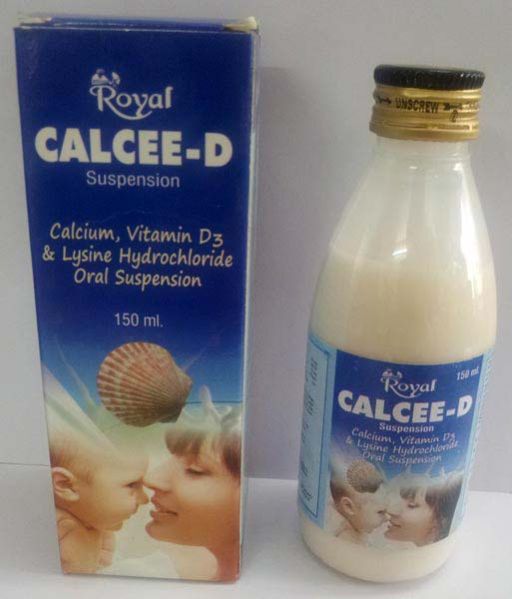 Royal
CALCEE-D
Suspension
Calcium, Vitamin D3
& Lysine Hydrochloride
Oral Suspension
150 ml.
UNSCREW
Royal
150 ml
CALCEE-D
Suspension
Calcium, Vitamin D3
& Lysine Hydrochloride
Oral Suspension